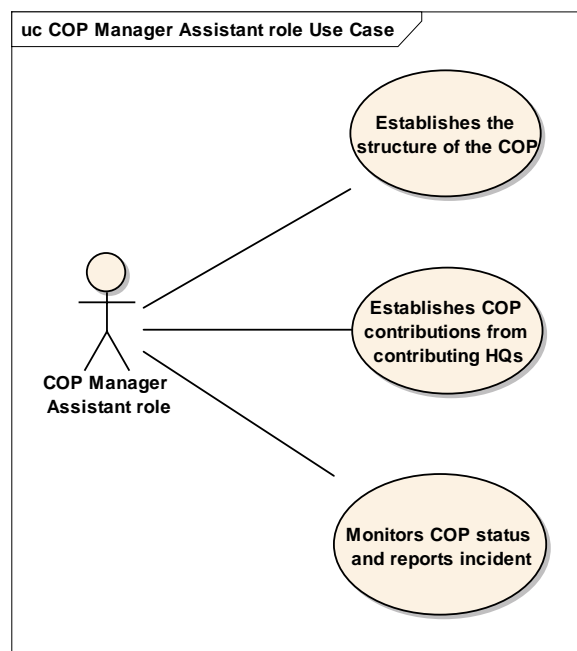 uc COP Manager Assistant role Use Case
Establishes the
structure of the COP
Establishes COP
contributions from
contributing HQs
COP Manager
Assistant role
Monitors COP status
and reports incident